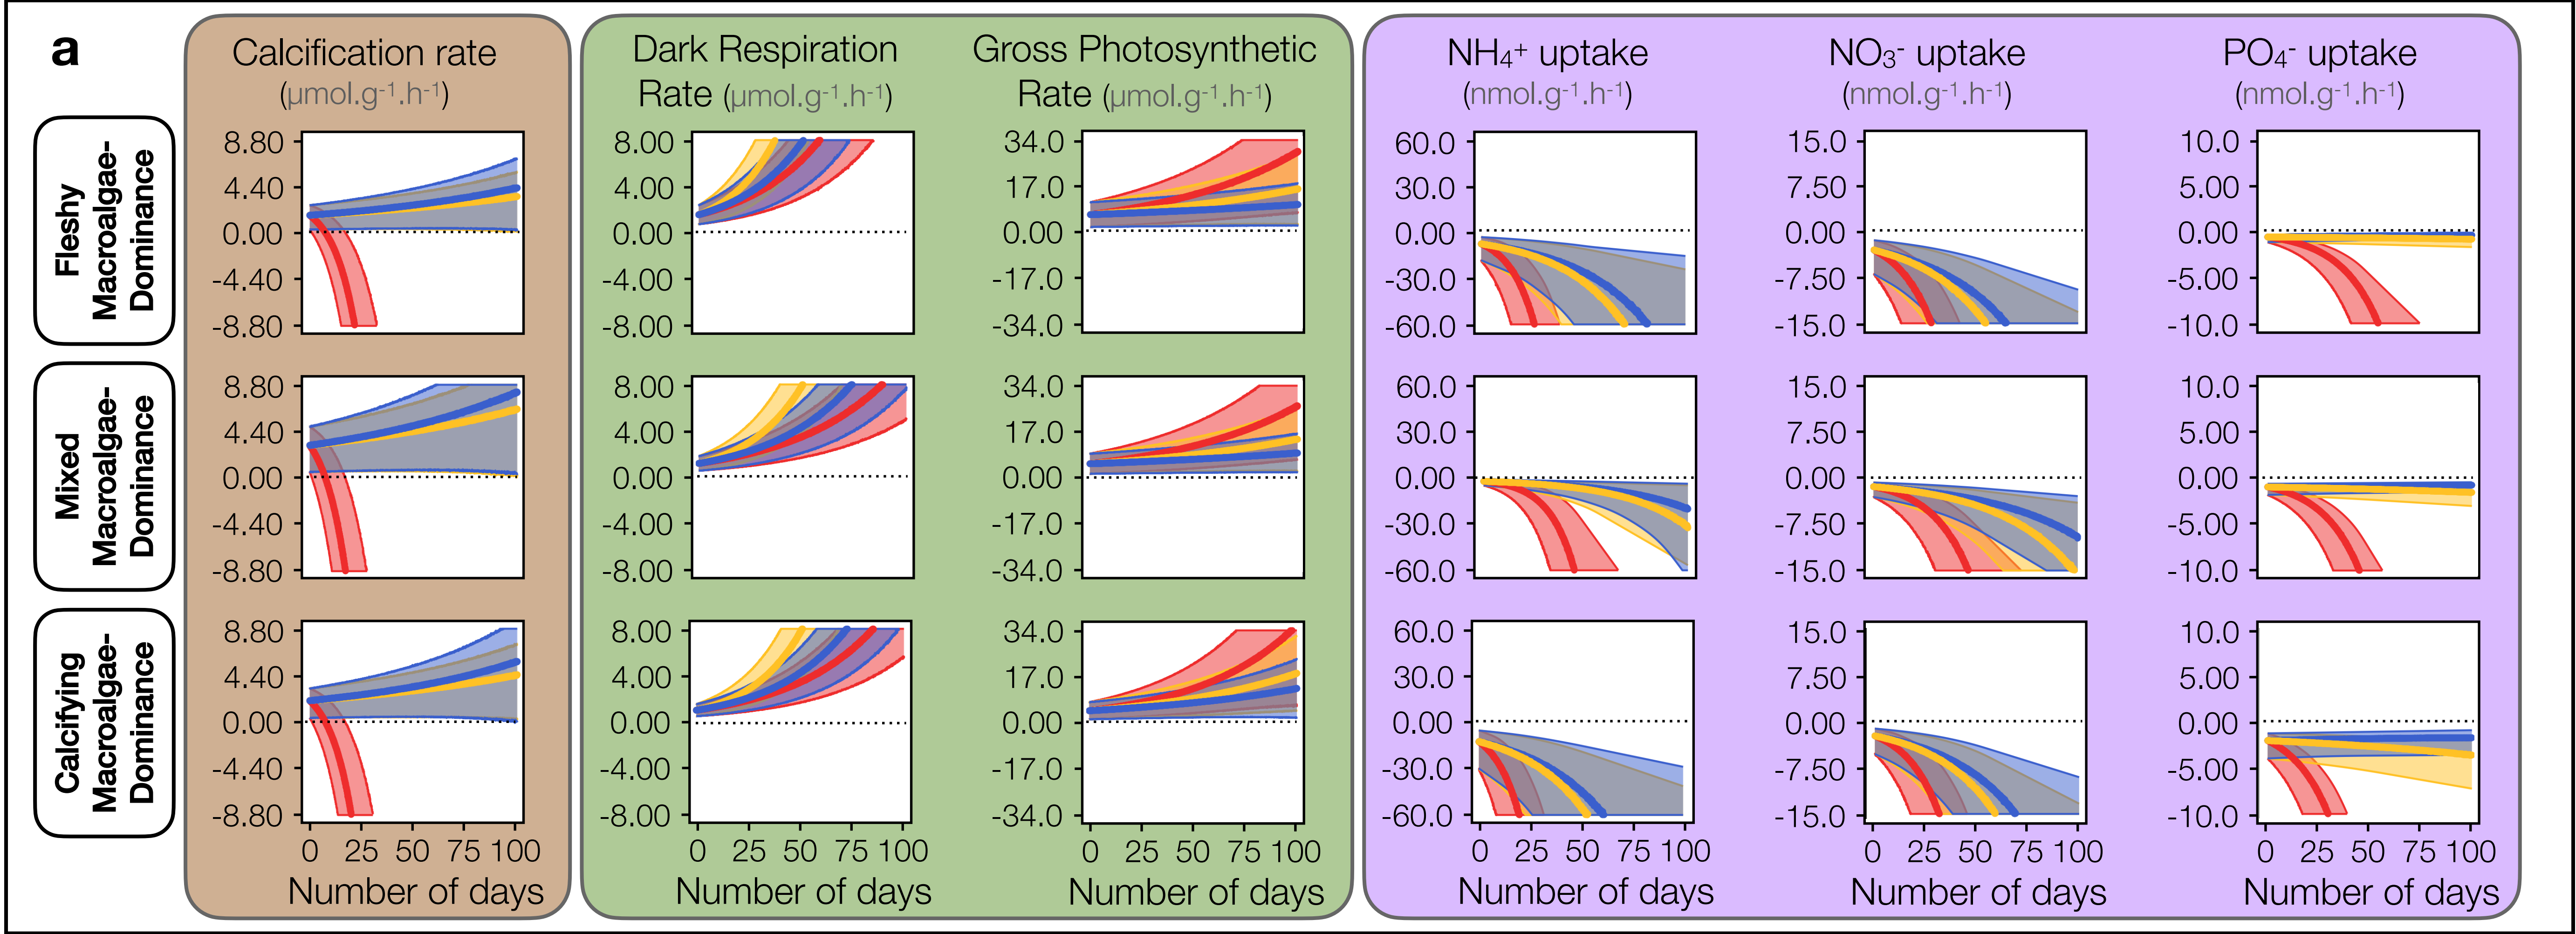 a
Calcification rate
(µmol.g-1.h-1)
Dark Respiration
Rate (µmol.g-1.h-1)
Gross Photosynthetic
Rate (µmol.g-1.h-1)
NH4+ uptake
(nmol.g-1.h-1)
NO3- uptake
(nmol.g-1.h-1)
PO4- uptake
(nmol.g-1.h-1)
Fleshy
Macroalgae-
Dominance
8.80
4.40
0.00
-4.40
-8.80
8.00
4.00
0.00
-4.00
-8.00
34.0
17.0
0.00
-17.0
-34.0
60.0
30.0
0.00
-30.0
-60.0
15.0
7.50
0.00
-7.50
-15.0
10.0
5.00
0.00
-5.00
-10.0
Mixed
Macroalgae-
Dominance
8.80
4.40
0.00
-4.40
-8.80
8.00
4.00
0.00
-4.00
-8.00
34.0
17.0
0.00
-17.0
-34.0
60.0
30.0
0.00
-30.0
-60.0
15.0
7.50
0.00
-7.50
-15.0
10.0
5.00
0.00
-5.00
-10.0
Calcifying
Macroalgae-
Dominance
8.80
4.40
0.00
-4.40
-8.80
8.00
4.00
0.00
-4.00
-8.00
34.0
17.0
0.00
-17.0
-34.0
60.0
30.0
0.00
-30.0
-60.0
15.0
7.50
0.00
-7.50
-15.0
10.0
5.00
0.00
-5.00
-10.0
0 25 50 75 100
0 25 50 75 100
0 25 50 75 100
0 25 50 75 100
0 25 50 75 100
0 25 50 75 100
Number of days
Number of days
Number of days
Number of days
Number of days
Number of days